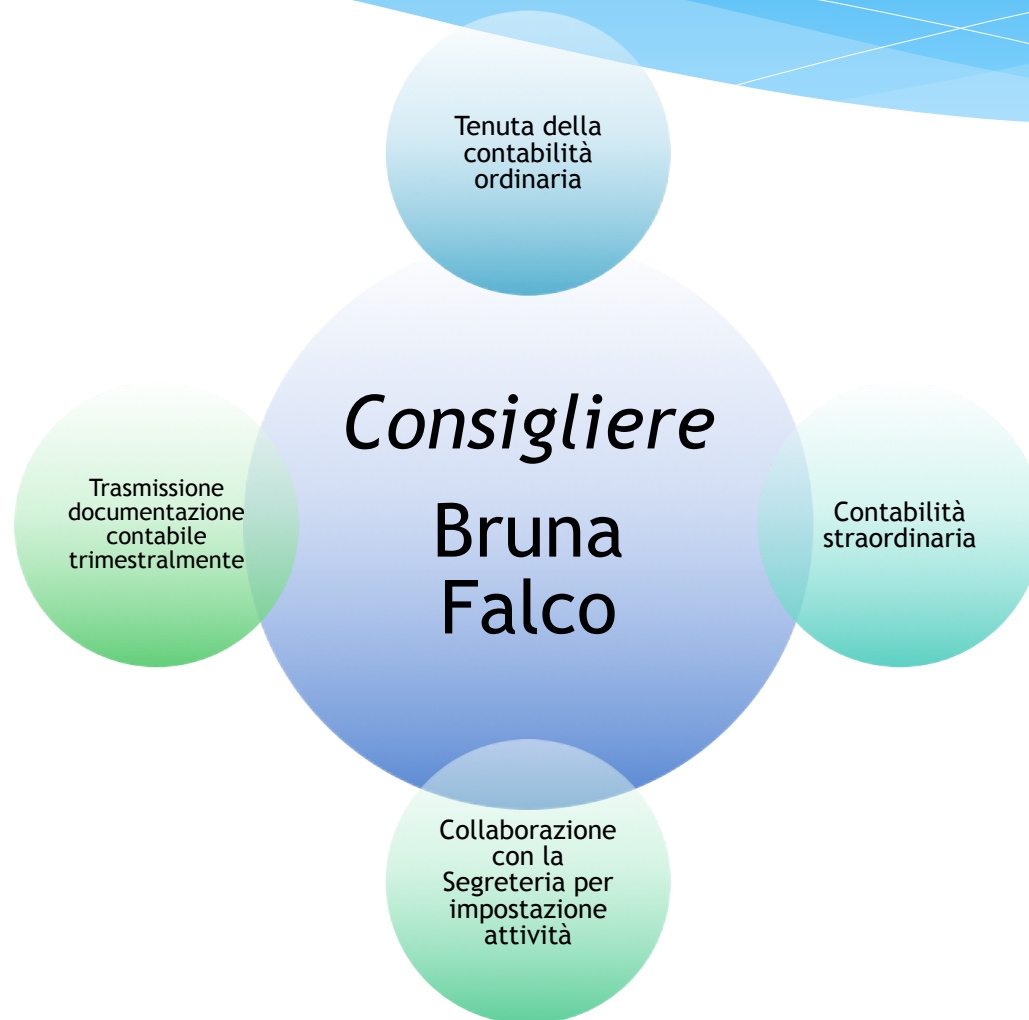 Tenuta della
contabilità
ordinaria
Consigliere
Bruna
Falco
Trasmissione
documentazione
contabile
trimestralmente
Contabilità
straordinaria
Collaborazione
con la
Segreteria per
impostazione
attività